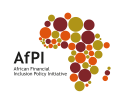 AfPI
African Financial
Inclusion Policy Initiative